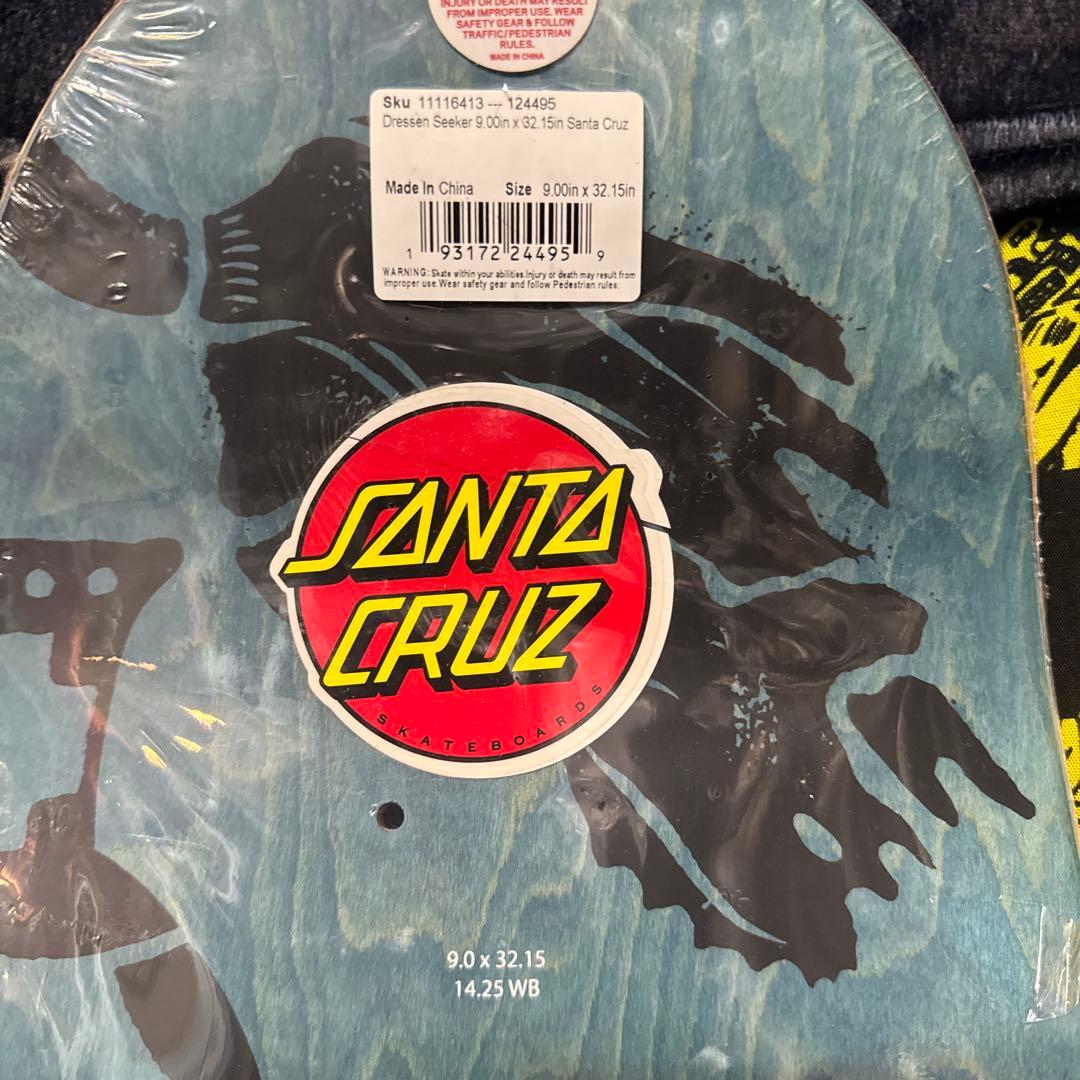 INJURY OR DEATH MAY RESULT
FROM IMPROPER USE. WEAR
SAFETY GEAR & FOLLOW
TRAFFIC/PEDESTRIAN
RULES.
MADE IN CHINA
Sku 11116413 --- 124495
Dressen Seeker 9.00in x 32.15in Santa Cruz
Made In China Size 9.00in x 32.15in
1 93172 24495 9
WARNING: Skate within your abilities.Injury or death may result from
improper use.Wear safety gear and follow Pedestrian rules.
SANTA
CRUZ
SKATEBOARDS
9.0 x 32.15
14.25 WB